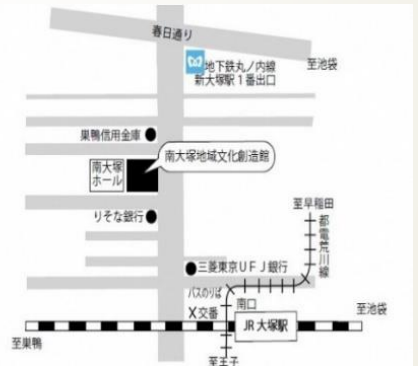 春日通り
地下鉄丸ノ内線
新大塚駅1番出口
至池袋
巣鴨信用金庫
南大塚地域文化創造館
南大塚
ホール
りそな銀行
至早稲田
都電荒川線
三菱東京UFJ銀行
バスのりば
南口
X交番
至池袋
JR大塚駅
至巣鴨
至王子